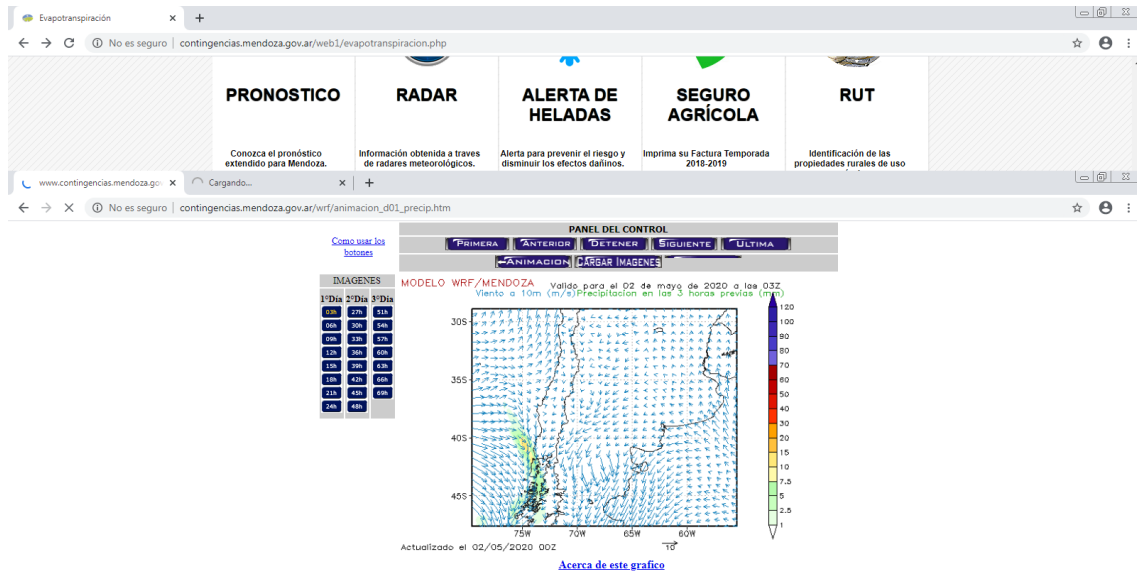 Evapotranspiración
No es seguro | contingencias.mendoza.gov.ar/web1/evapotranspiracion.php
PRONOSTICO
Conozca el pronóstico
extendido para Mendoza.
RADAR
Información obtenida a traves
de radares meteorológicos.
ALERTA DE
HELADAS
Alerta para prevenir el riesgo y
disminuir los efectos dañinos.
SEGURO
AGRÍCOLA
Imprima su Factura Temporada
2018-2019
RUT
Identificación de las
propiedades rurales de uso
www.contingencias.mendoza.gov
Cargando...
No es seguro | contingencias.mendoza.gov.ar/wrf/animacion_d01_precip.htm
Como usar los
botones
PANEL DEL CONTROL
PRIMERA ANTERIOR DETENER SIGUIENTE ULTIMA
ANIMACION CARGAR IMAGENES
IMAGENES
1°Día 2°Día 3°Día
03h 27h 51h
06h 30h 54h
09h 33h 57h
12h 36h 60h
15h 39h 63h
18h 42h 66h
21h 45h 69h
24h 48h
MODELO WRF/MENDOZA Valido para el 02 de mayo de 2020 a las 03Z
Viento a 10m (m/s) Precipitacion en las 3 horas previas (mm)
30S
35S
40S
45S
75W 70W 65W 60W
120
100
90
80
70
60
50
40
30
20
15
10
7.5
5
2.5
1
Actualizado el 02/05/2020 00Z
10
Acerca de este grafico